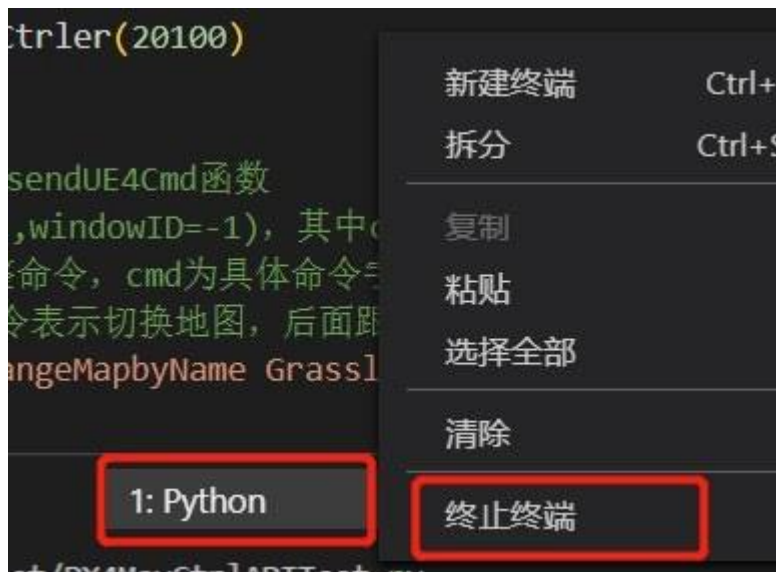 Ctrler(20100)
sendUE4Cmd函数
,windowID=-1)，其中
整命令，cmd为具体命令字
令表示切换地图，后面跟
angeMapbyName Grassl
新建终端 Ctrl+
拆分 Ctrl+S
复制
粘贴
选择全部
清除
终止终端
1: Python